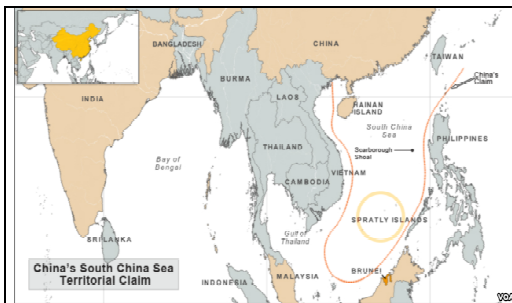 CHINA
TAIWAN
China's
Claim
BANGLADESH
BURMA
INDIA
LAOS
HAINAN
ISLAND
South China
Sea
PHILIPPINES
Scarborough
Shoal
Bay of
Bengal
THAILAND
VIETNAM
CAMBODIA
SPRATLY ISLANDS
Gulf of
Thailand
SRI LANKA
BRUNEI
China's South China Sea
Territorial Claim
INDONESIA
MALAYSIA
VOA